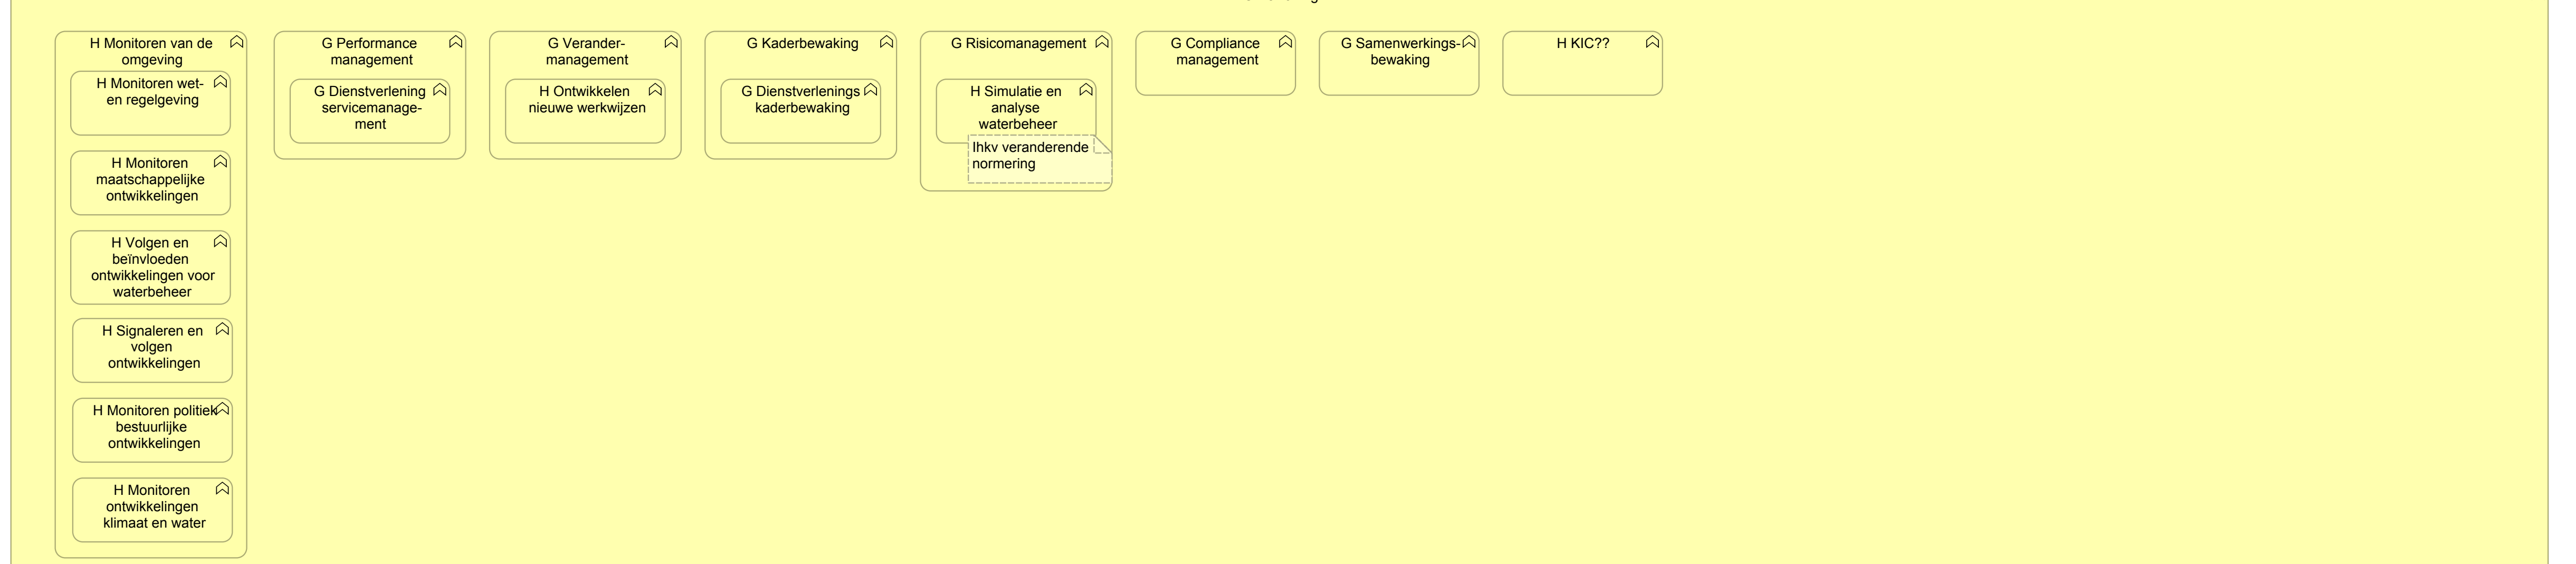 H Monitoren van de
omgeving
H Monitoren wet-
en regelgeving
H Monitoren
maatschappelijke
ontwikkelingen
H Volgen en
beïnvloeden
ontwikkelingen voor
waterbeheer
H Signaleren en
volgen
ontwikkelingen
H Monitoren politiek
bestuurlijke
ontwikkelingen
H Monitoren
ontwikkelingen
klimaat en water
G Performance
management
G Dienstverlening
servicemanage-
ment
G Verander-
management
H Ontwikkelen
nieuwe werkwijzen
G Kaderbewaking
G Dienstverlenings
kaderbewaking
G Risicomanagement
H Simulatie en
analyse
waterbeheer
Ihkv veranderende
normering
G Compliance
management
G Samenwerkings-
bewaking
H KIC??